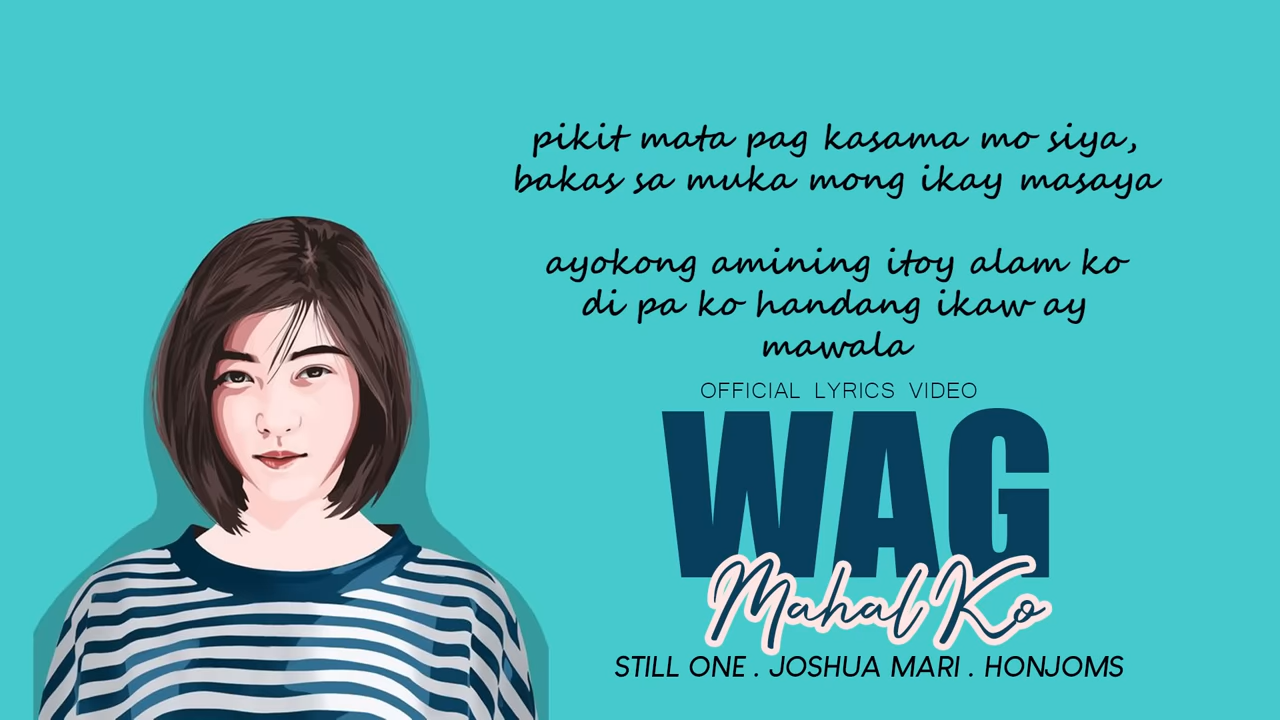 pikit mata pag kasama mo siya,
bakas sa muka mong ikay masaya
ayokong amining itoy alam ko
di pa ko handang ikaw ay
mawala
OFFICIAL LYRICS VIDEO
WAG
Mahal Ko
STILL ONE . JOSHUA MARI . HONJOMS